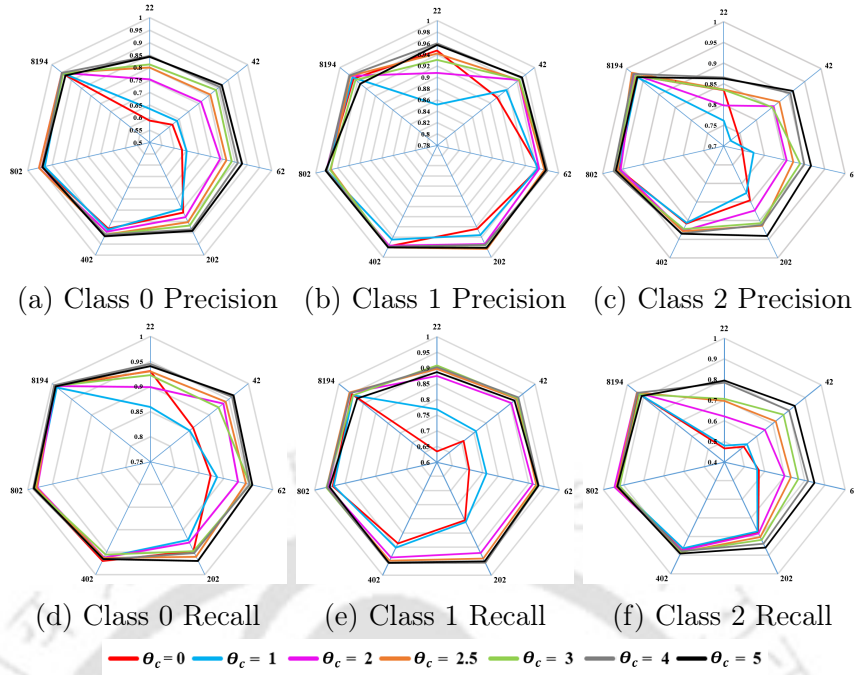 22 22 22
1 1 1
0.95 0.98 0.95
0.9 0.96 0.9
0.85 0.94 0.85
0.8 0.92 0.8
0.75 0.9 0.75
0.7 0.88 0.7
0.65 0.86
0.6 0.84
0.55 0.82
0.5 0.8
0.78
8194 42 8194 42 8194 42
802 62 802 62 802 6
402 202 402 202 402 202
(a) Class 0 Precision (b) Class 1 Precision (c) Class 2 Precision
22 22 22
1 1 1
0.95 0.95 0.9
0.9 0.9 0.8
0.85 0.85 0.7
0.8 0.8 0.6
0.75 0.75 0.5
0.7 0.4
0.65
0.6
8194 42 8194 42 8194 42
802 62 802 62 802 6
402 202 402 202 402 202
(d) Class 0 Recall (e) Class 1 Recall (f) Class 2 Recall
θc = 0 θc = 1 θc = 2 θc = 2.5 θc = 3 θc = 4 θc = 5